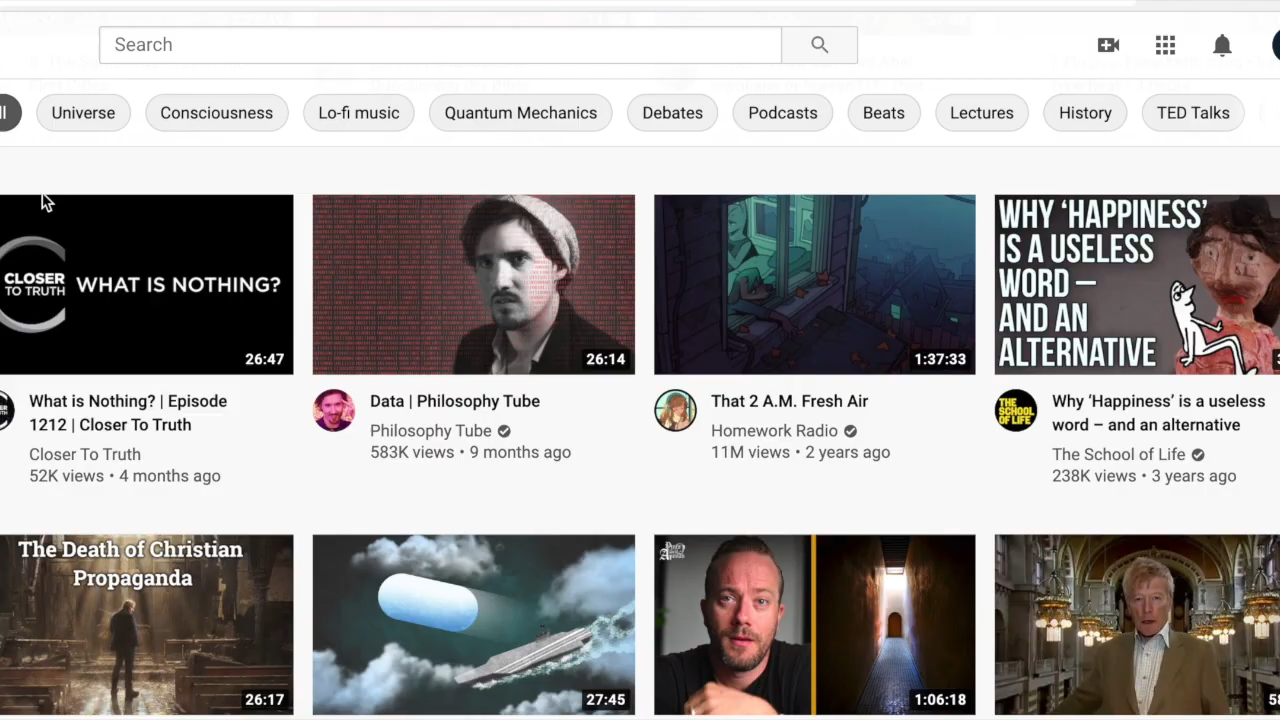 Search
ll
Universe
Consciousness
Lo-fi music
Quantum Mechanics
Debates
Podcasts
Beats
Lectures
History
TED Talks
CLOSER
TO TRUTH
WHAT IS NOTHING?
26:47
26:14
1:37:33
WHY ‘HAPPINESS’
IS A USELESS
WORD –
AND AN
ALTERNATIVE
What is Nothing? | Episode
1212 | Closer To Truth
Closer To Truth
52K views • 4 months ago
Data | Philosophy Tube
Philosophy Tube
583K views • 9 months ago
That 2 A.M. Fresh Air
Homework Radio
11M views • 2 years ago
THE
SCHOOL
OF LIFE
Why ‘Happiness’ is a useless
word – and an alternative
The School of Life
238K views • 3 years ago
The Death of Christian
Propaganda
26:17
27:45
1:06:18